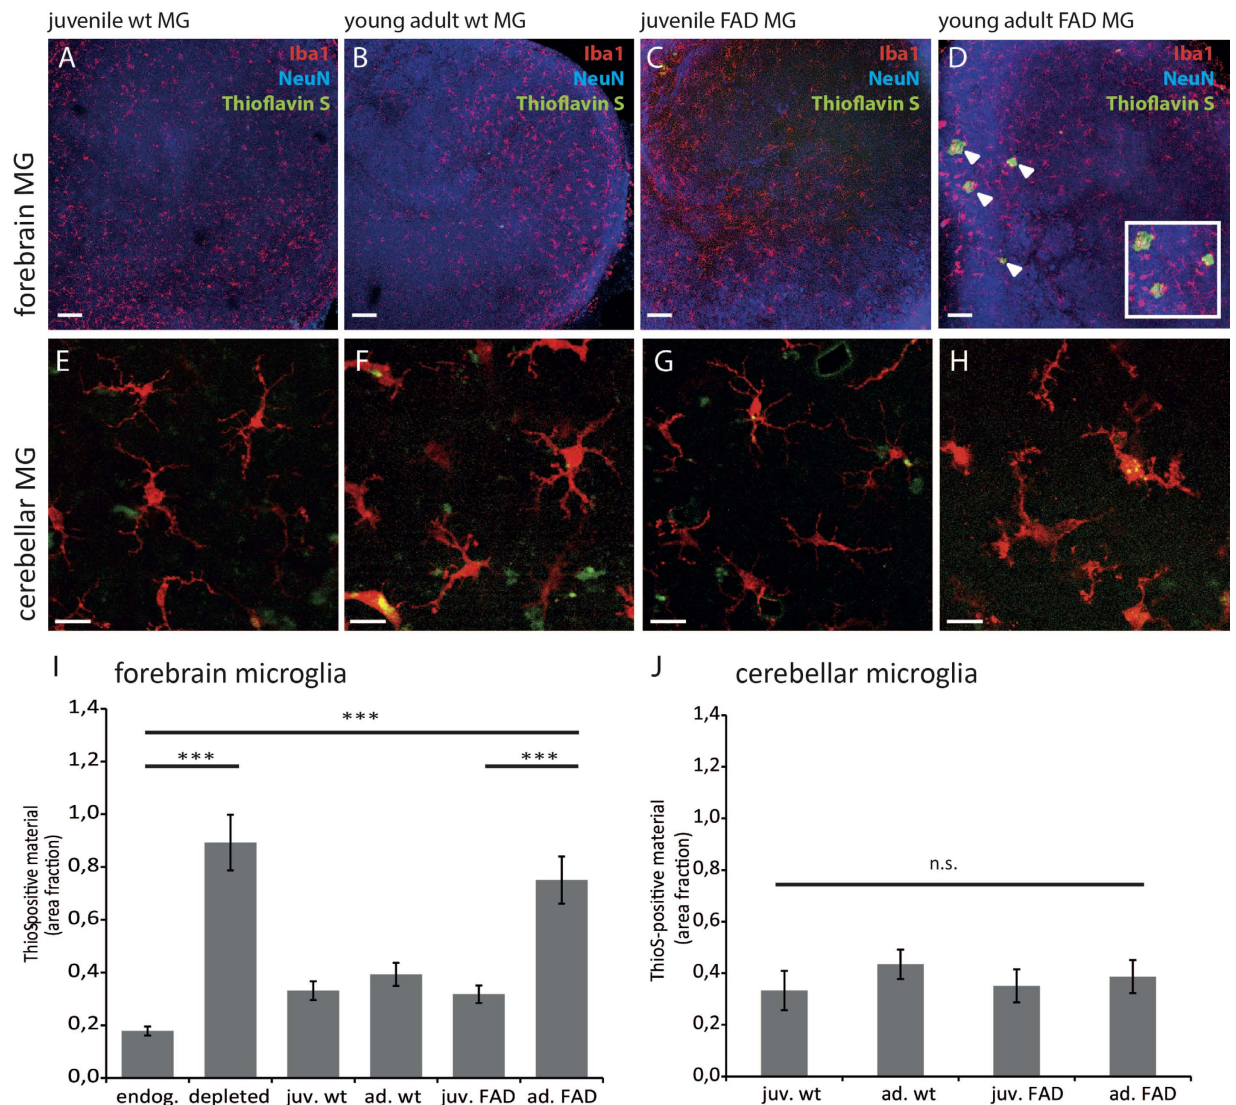 juvenile wt MG
young adult wt MG
juvenile FAD MG
young adult FAD MG
forebrain MG
A
Iba1
NeuN
Thioflavin S
B
Iba1
NeuN
Thioflavin S
C
Iba1
NeuN
Thioflavin S
D
Iba1
NeuN
Thioflavin S
cerebellar MG
E
F
G
H
I
forebrain microglia
ThioSpositive material
(area fraction)
1,4
1,2
1,0
0,8
0,6
0,4
0,2
0,0
***
***
***
endog.
depleted
juv. wt
ad. wt
juv. FAD
ad. FAD
J
cerebellar microglia
ThioS-positive material
(area fraction)
1,4
1,2
1,0
0,8
0,6
0,4
0,2
0,0
n.s.
juv. wt
ad. wt
juv. FAD
ad. FAD